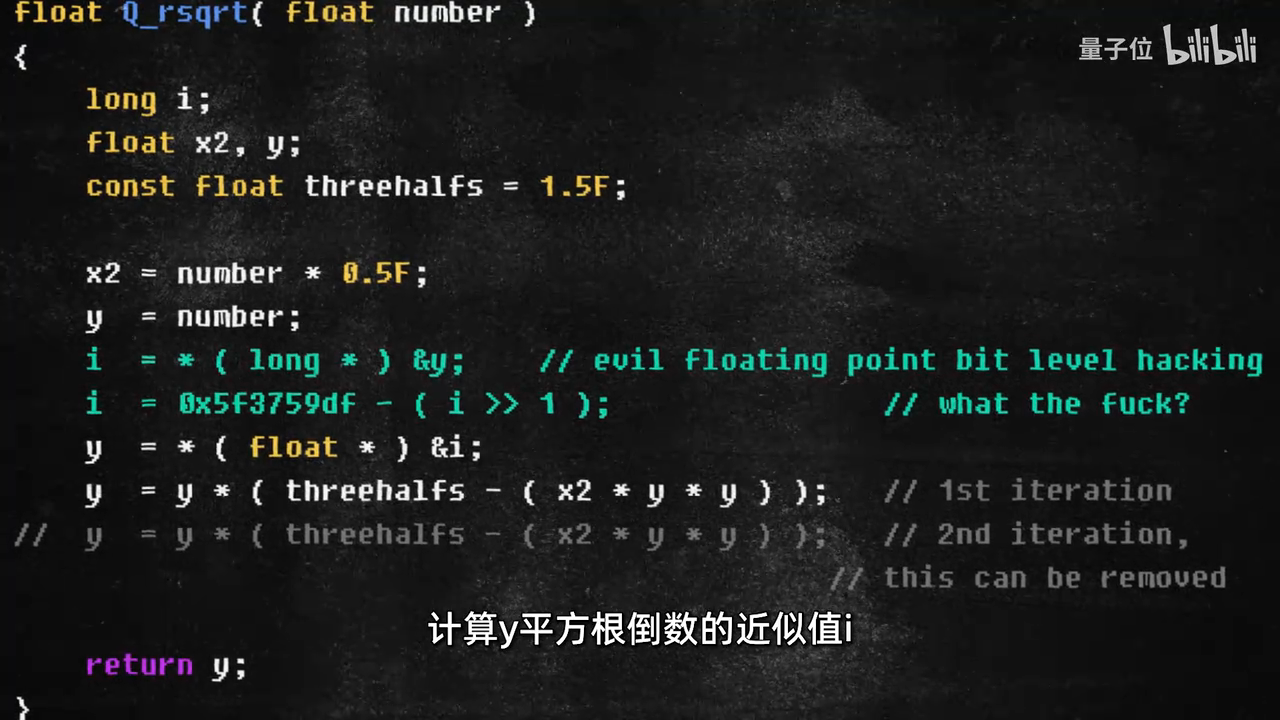 float Q_rsqrt( float number )
量子位 bilibili
{
long i;
float x2, y;
const float threehalfs = 1.5F;
x2 = number * 0.5F;
y  = number;
i  = * ( long * ) &y;    // evil floating point bit level hacking
i  = 0x5f3759df - ( i >> 1 );               // what the fuck?
y  = * ( float * ) &i;
y  = y * ( threehalfs - ( x2 * y * y ) );   // 1st iteration
//  y  = y * ( threehalfs - ( x2 * y * y ) );   // 2nd iteration,
// this can be removed
计算y平方根倒数的近似值i
return y;
}